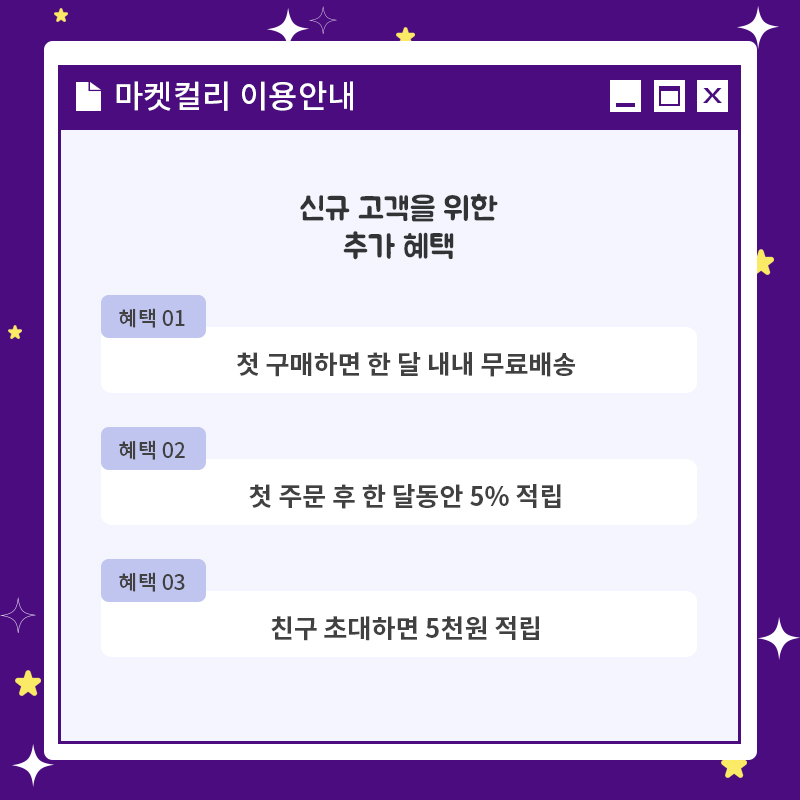 마켓컬리 이용안내
신규 고객을 위한
추가 혜택
혜택 01
첫 구매하면 한 달 내내 무료배송
혜택 02
첫 주문 후 한 달동안 5% 적립
혜택 03
친구 초대하면 5천원 적립